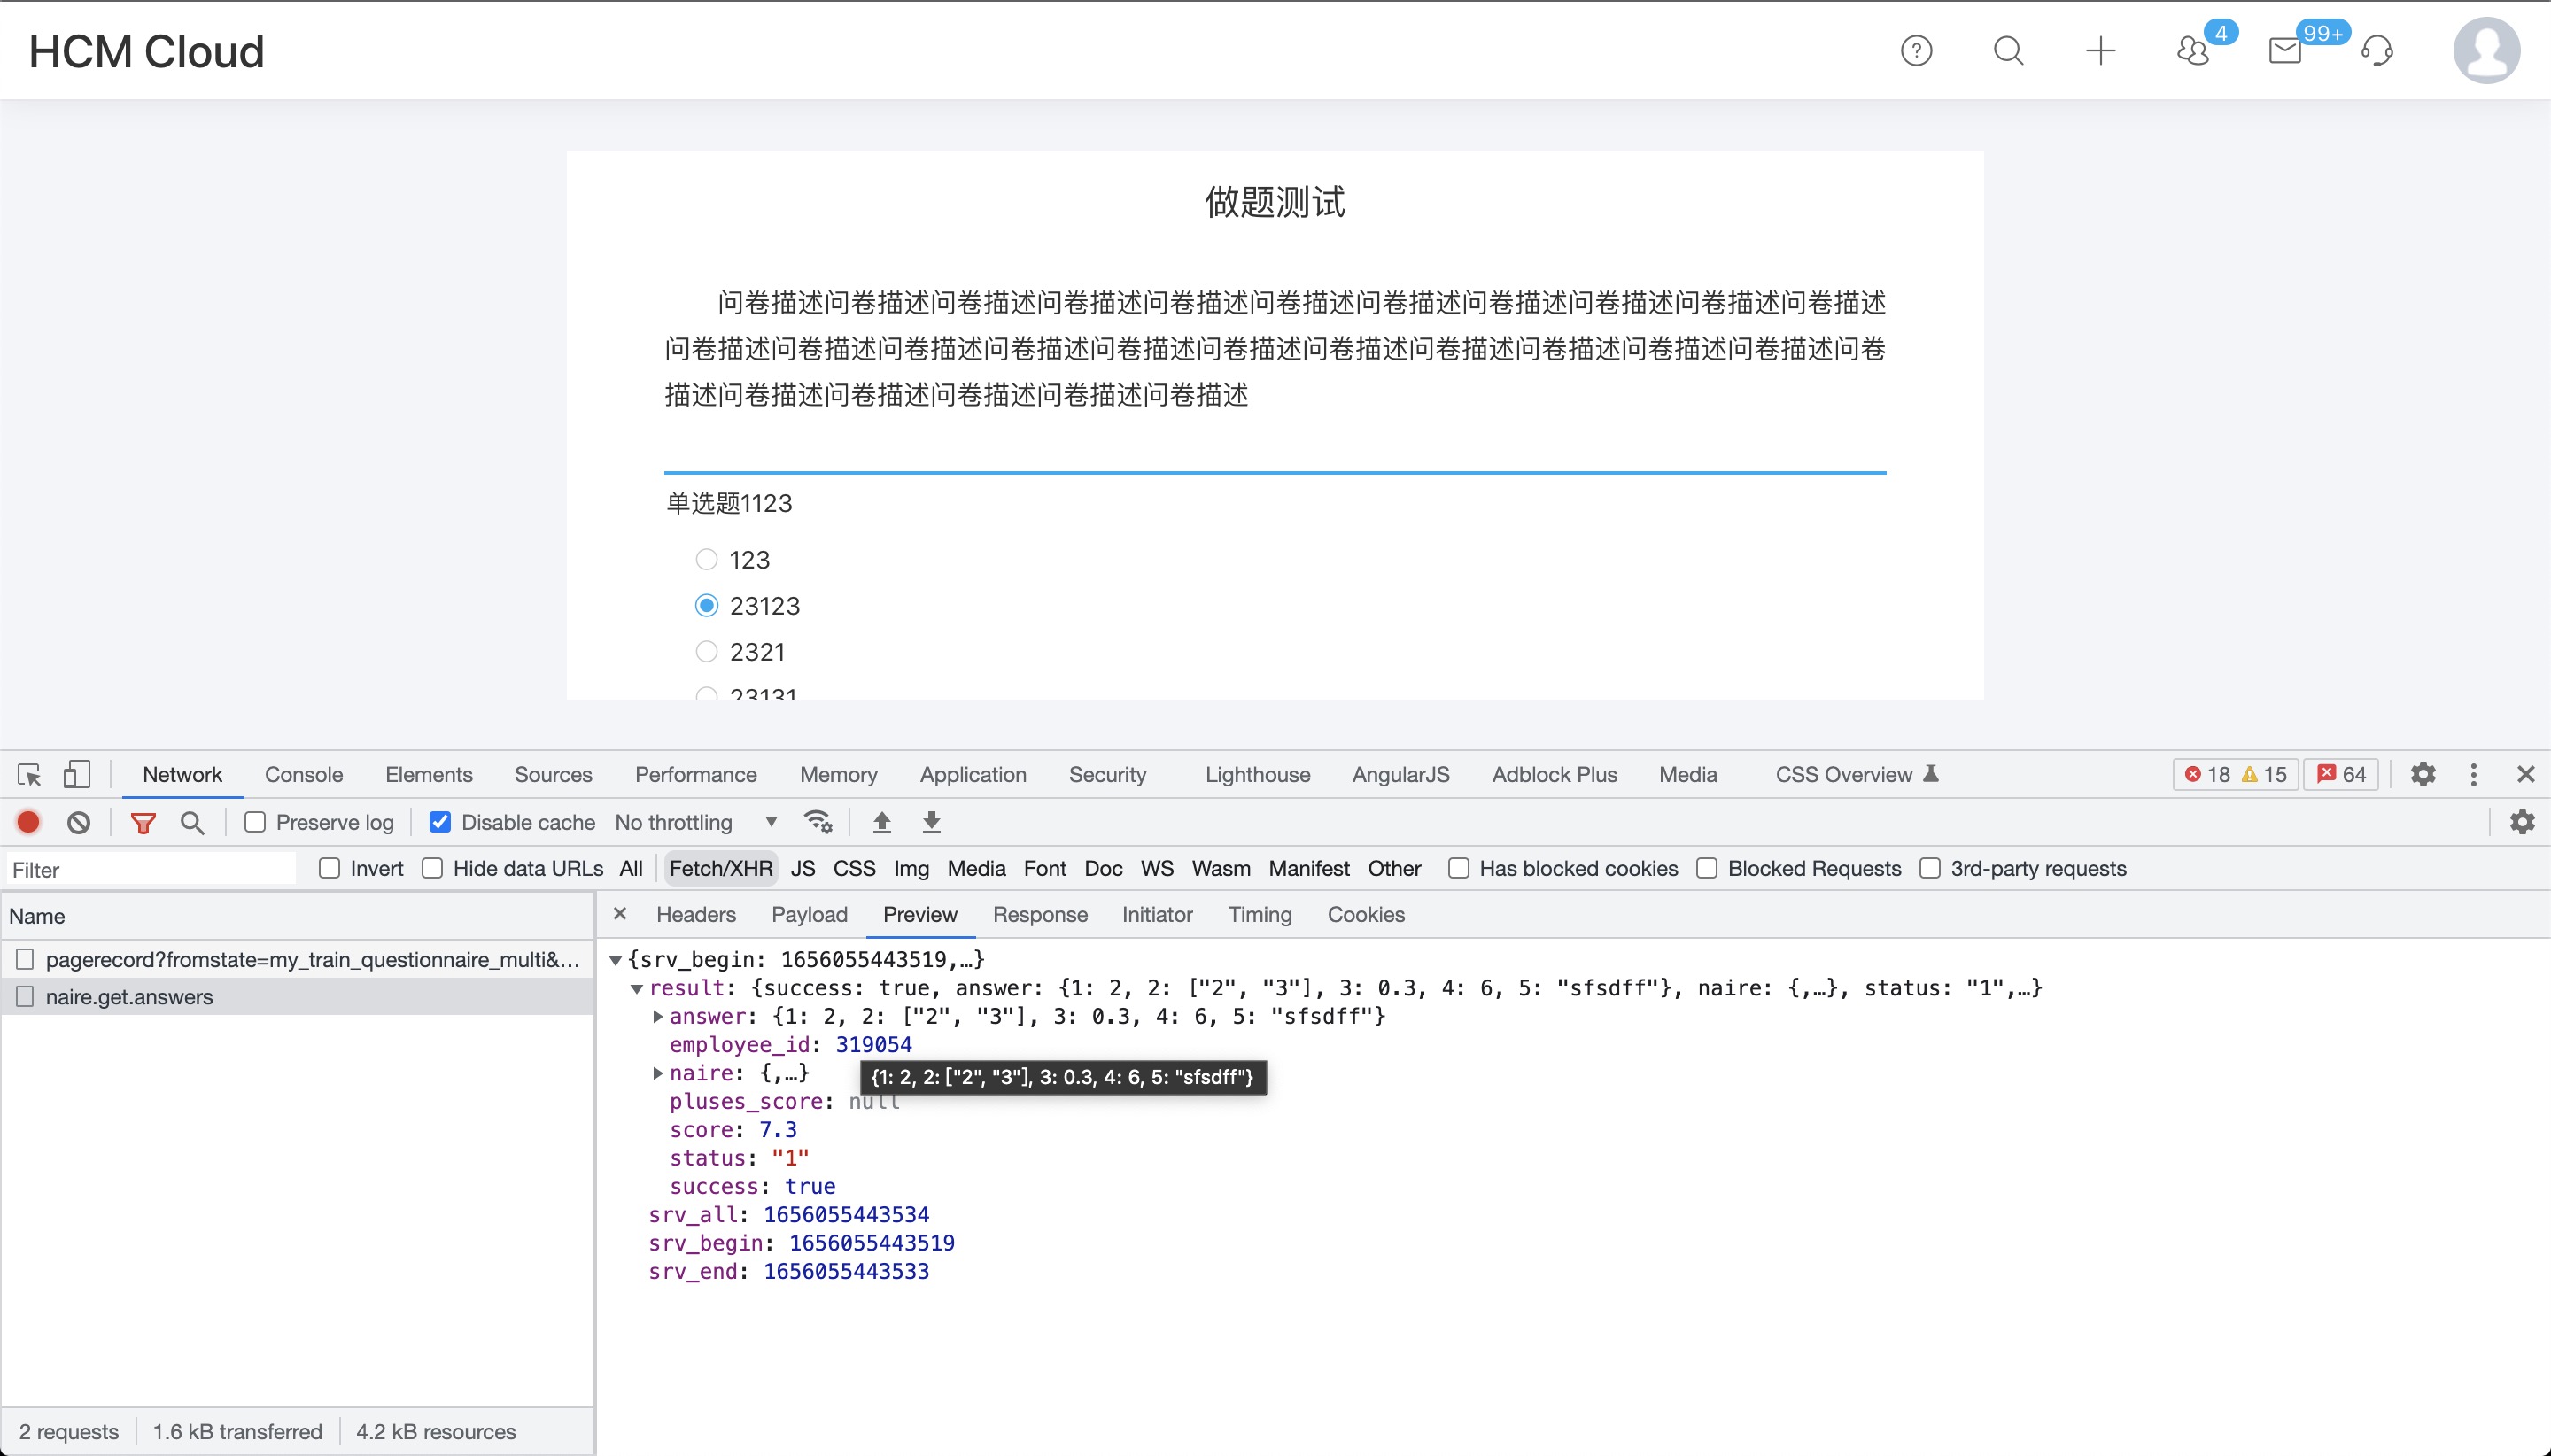 HCM Cloud
4
99+
做题测试
问卷描述问卷描述问卷描述问卷描述问卷描述问卷描述问卷描述问卷描述问卷描述问卷描述问卷描述
问卷描述问卷描述问卷描述问卷描述问卷描述问卷描述问卷描述问卷描述问卷描述问卷描述问卷描述问卷
描述问卷描述问卷描述问卷描述问卷描述问卷描述
单选题1123
123
23123
2321
23131
Network Console Elements Sources Performance Memory Application Security Lighthouse AngularJS Adblock Plus Media CSS Overview 18 15 64
Preserve log Disable cache No throttling
Filter Invert Hide data URLs All Fetch/XHR JS CSS Img Media Font Doc WS Wasm Manifest Other Has blocked cookies Blocked Requests 3rd-party requests
Name
pagerecord?fromstate=my_train_questionnaire_multi&...
naire.get.answers
Headers Payload Preview Response Initiator Timing Cookies
{srv_begin: 1656055443519,…}
result: {success: true, answer: {1: 2, 2: ["2", "3"], 3: 0.3, 4: 6, 5: "sfsdff"}, naire: {,…}, status: "1",…}
answer: {1: 2, 2: ["2", "3"], 3: 0.3, 4: 6, 5: "sfsdff"}
employee_id: 319054
naire: {,…}
{1: 2, 2: ["2", "3"], 3: 0.3, 4: 6, 5: "sfsdff"}
pluses_score: null
score: 7.3
status: "1"
success: true
srv_all: 1656055443534
srv_begin: 1656055443519
srv_end: 1656055443533
2 requests 1.6 kB transferred 4.2 kB resources